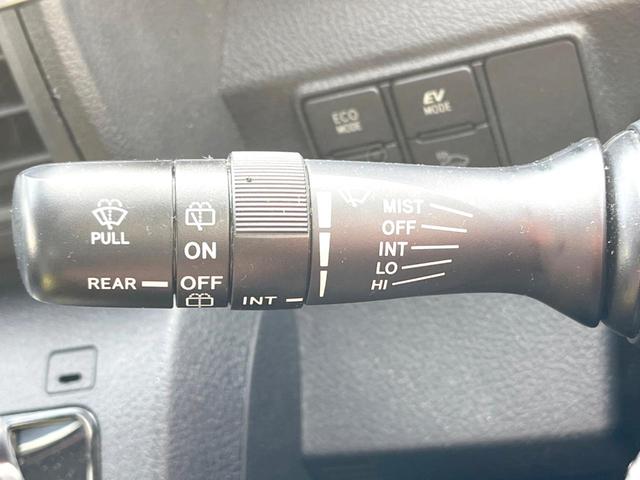 ECO
MODE
EV
MODE
PULL
REAR
ON
OFF
INT
MIST
OFF
INT
LO
HI